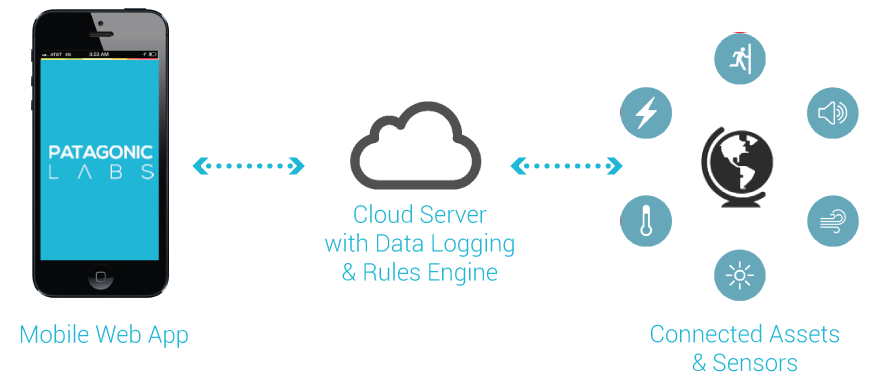 AT&T 4G 8:53 AM
PATAGONIC
LABS
Cloud Server
with Data Logging
& Rules Engine
Mobile Web App
Connected Assets
& Sensors